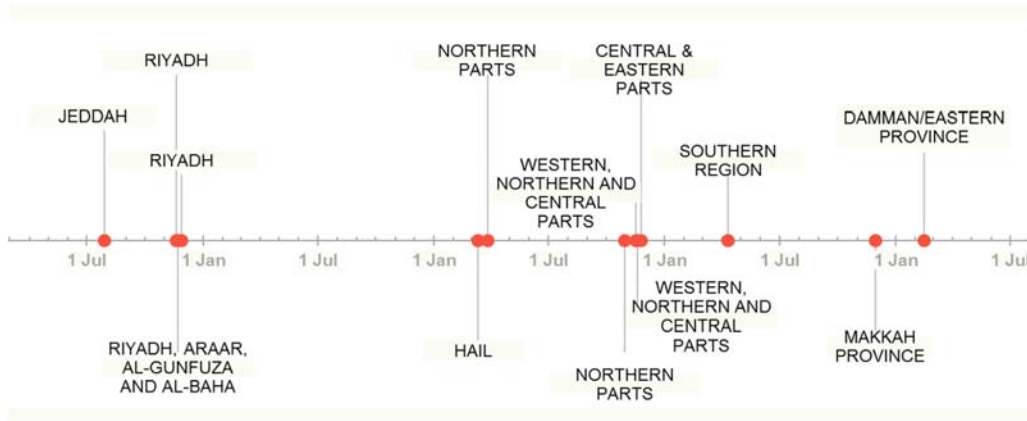 NORTHERN
PARTS
CENTRAL &
EASTERN
PARTS
RIYADH
JEDDAH
DAMMAN/EASTERN
PROVINCE
RIYADH
WESTERN,
NORTHERN AND
CENTRAL
PARTS
SOUTHERN
REGION
1 Jul
1 Jan
1 Jul
1 Jan
1 Jul
1 Jan
1 Jul
1 Jan
1 Jul
WESTERN,
NORTHERN AND
CENTRAL
PARTS
RIYADH, ARAAR,
AL-GUNFUZA
AND AL-BAHA
HAIL
NORTHERN
PARTS
MAKKAH
PROVINCE